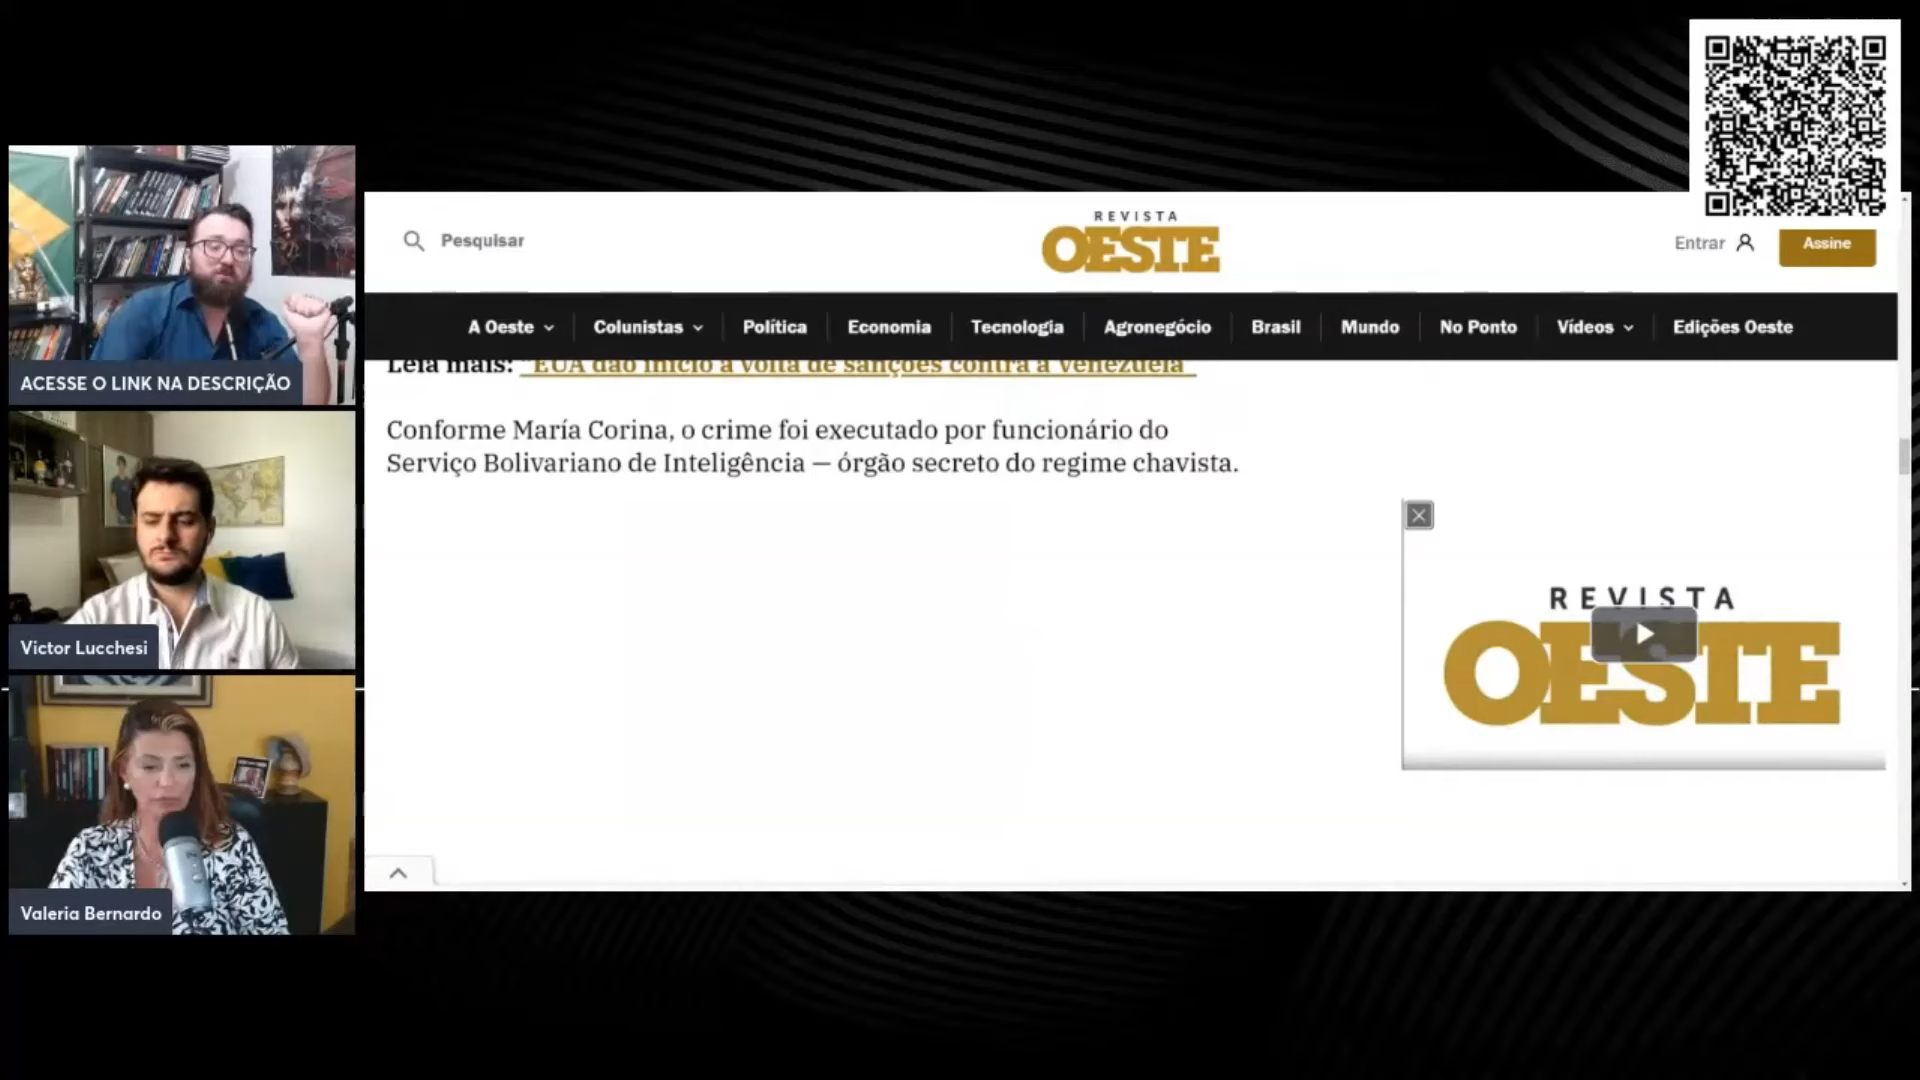 ACESSE O LINK NA DESCRIÇÃO
Victor Lucchesi
Valeria Bernardo
Pesquisar
REVISTA
OESTE
Entrar
Assine
A Oeste
Colunistas
Política
Economia
Tecnologia
Agronegócio
Brasil
Mundo
No Ponto
Vídeos
Edições Oeste
Leia mais: “EUA dão início à volta de sanções contra a Venezuela”
Conforme María Corina, o crime foi executado por funcionário do
Serviço Bolivariano de Inteligência — órgão secreto do regime chavista.
REVISTA
OESTE